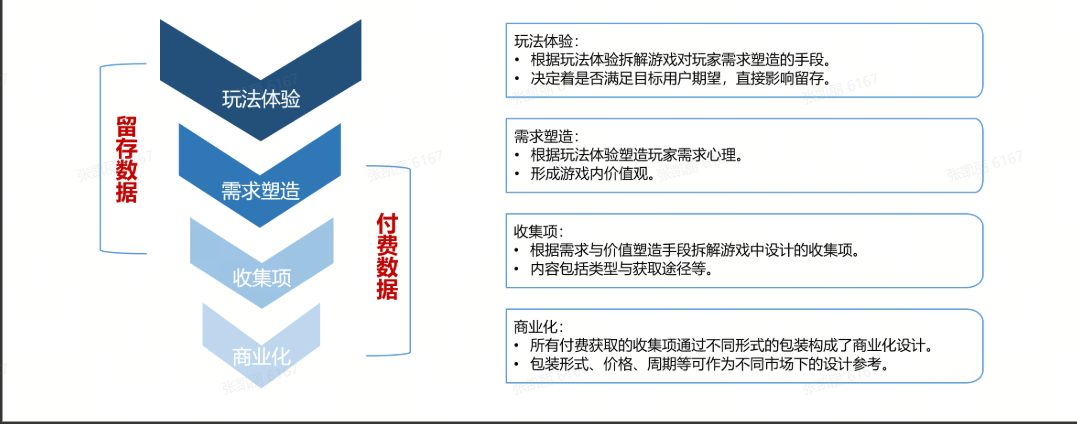 玩法体验
需求塑造
收集项
商业化
留存数据
付费数据
玩法体验：
• 根据玩法体验拆解游戏对玩家需求塑造的手段。
• 决定着是否满足目标用户期望，直接影响留存。
需求塑造：
• 根据玩法体验塑造玩家需求心理。
• 形成游戏内价值观。
收集项：
• 根据需求与价值塑造手段拆解游戏中设计的收集项。
• 内容包括类型与获取途径等。
商业化：
• 所有付费获取的收集项通过不同形式的包装构成了商业化设计。
• 包装形式、价格、周期等可作为不同市场下的设计参考。